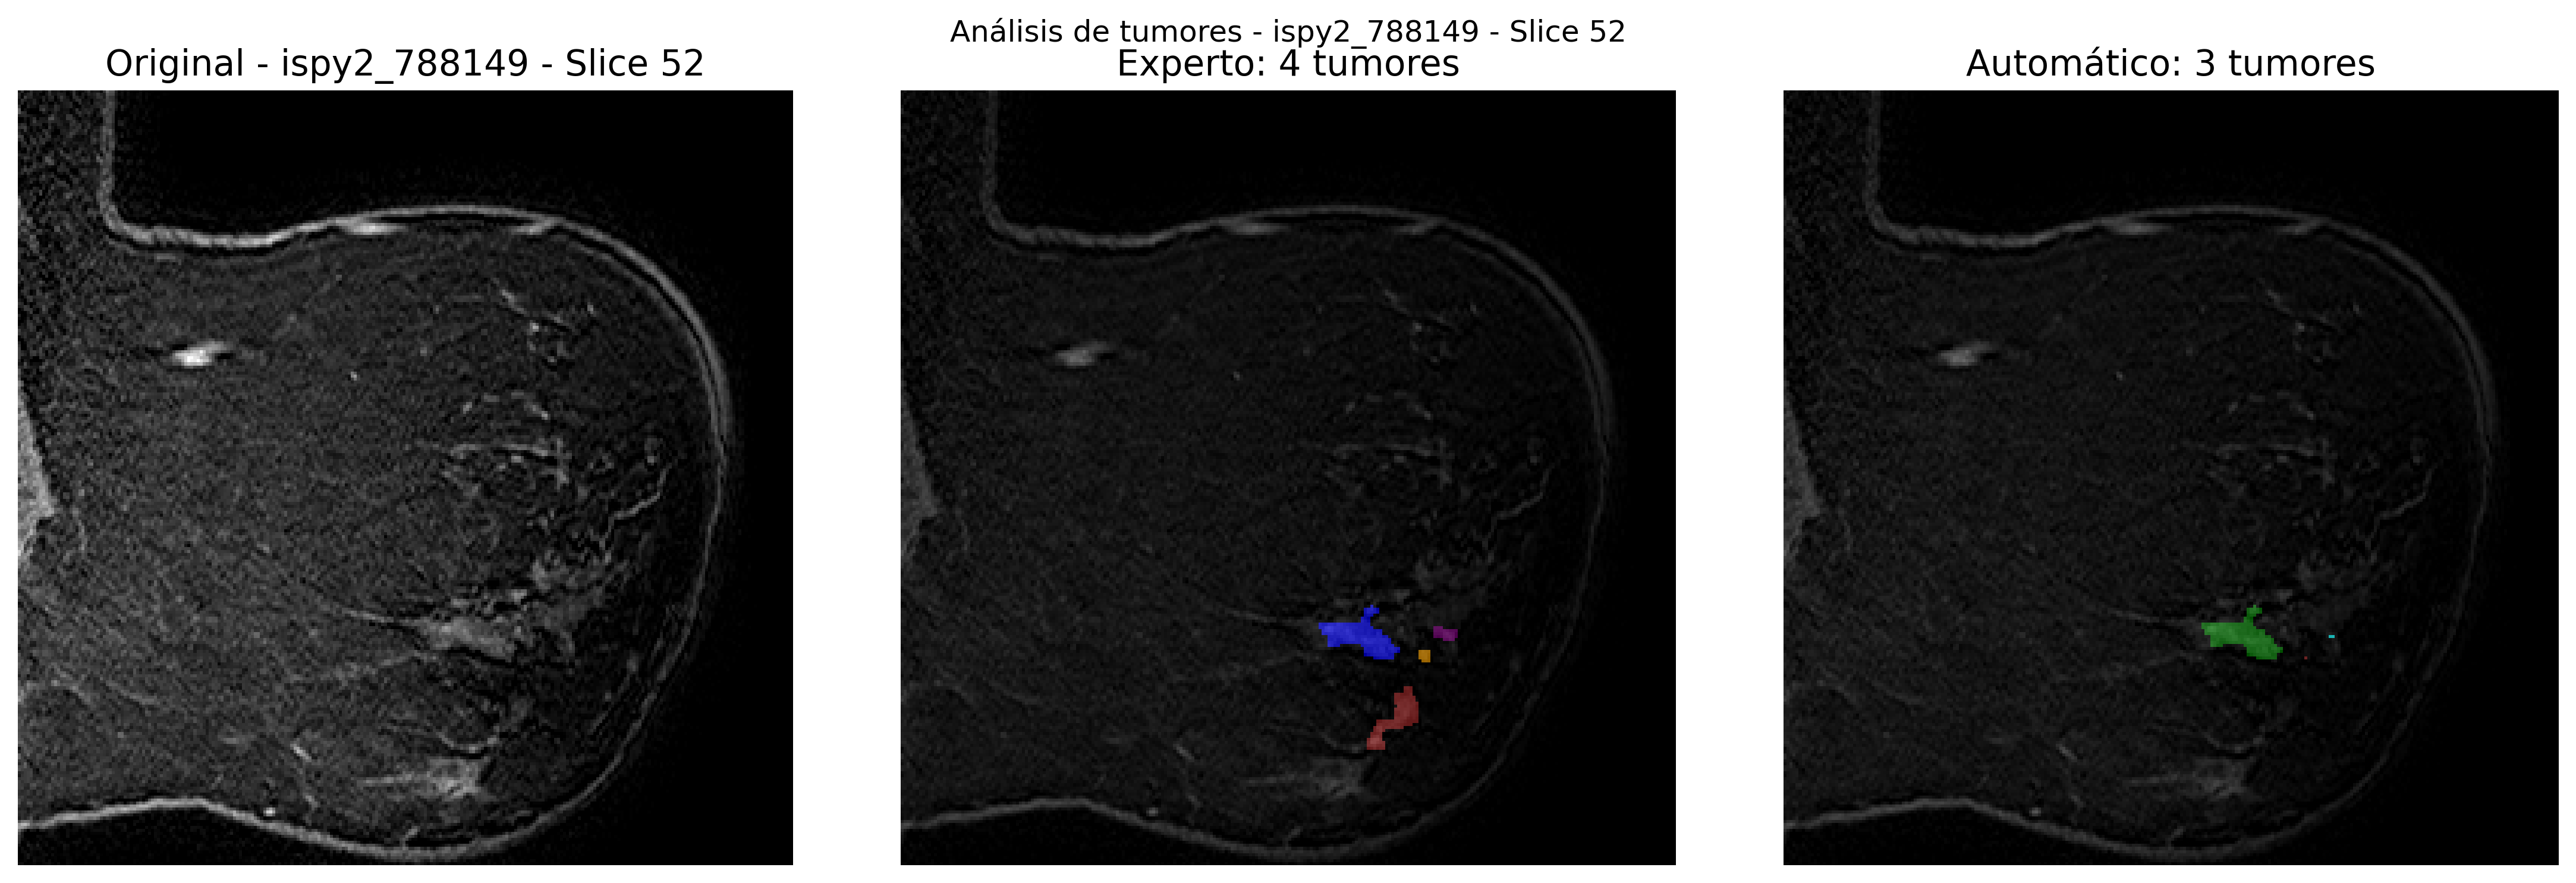 Análisis de tumores - ispy2_788149 - Slice 52
Original - ispy2_788149 - Slice 52
Experto: 4 tumores
Automático: 3 tumores